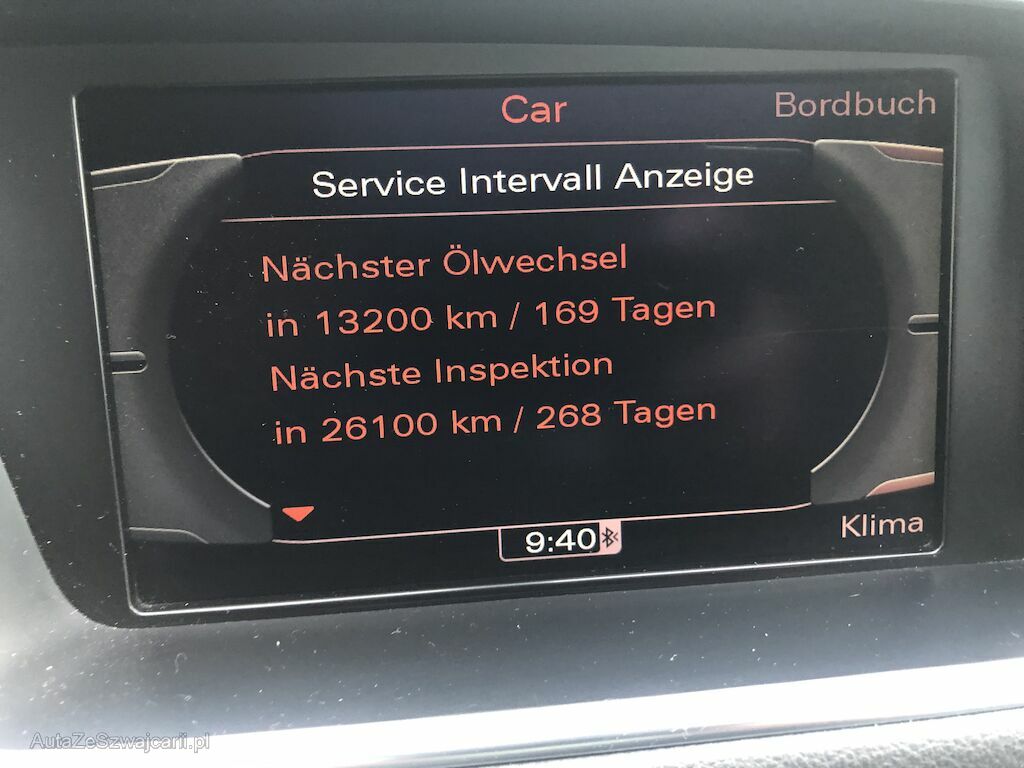 Car
Bordbuch
Service Intervall Anzeige
Nächster Ölwechsel
in 13200 km / 169 Tagen
Nächste Inspektion
in 26100 km / 268 Tagen
9:40
Klima
AutaZeSzwajcarii.pl